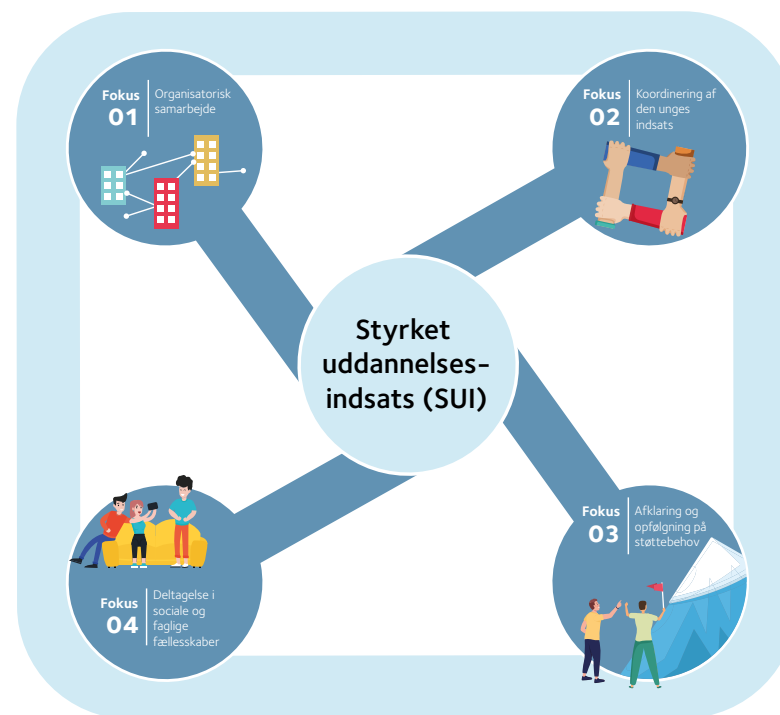 Fokus
01
Organisatorisk
samarbejde
Fokus
02
Koordinering af
den unges
indsats
Styrket
uddannelses-
indsats (SUI)
Fokus
03
Afklaring og
opfølgning på
støttebehov
Fokus
04
Deltagelse i
sociale og
faglige
fællesskaber